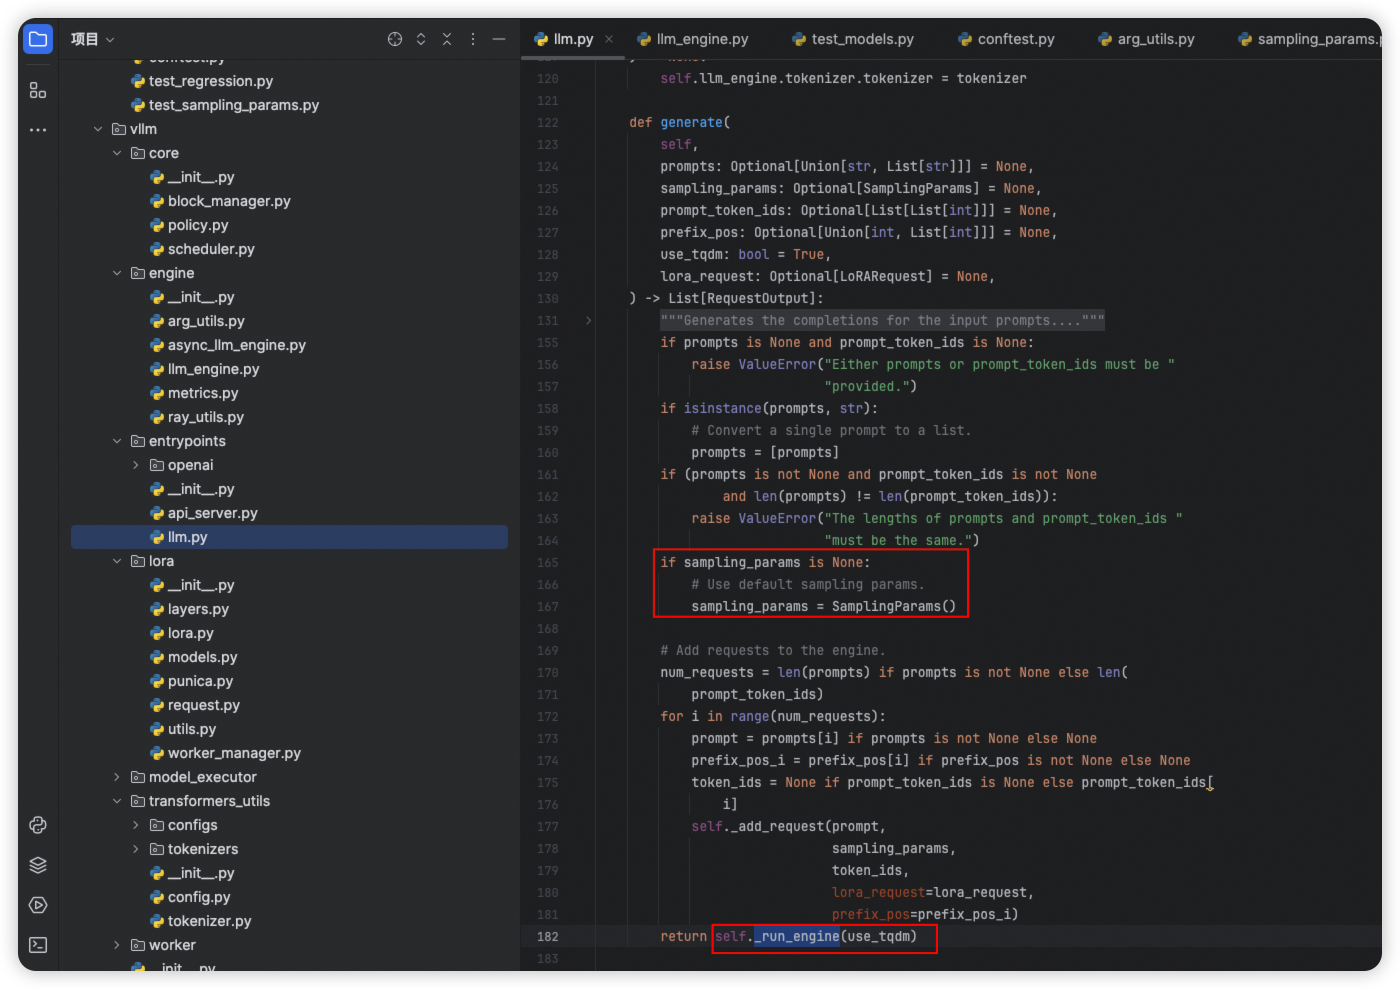 项目
conftest.py
test_regression.py
test_sampling_params.py
vllm
core
__init__.py
block_manager.py
policy.py
scheduler.py
engine
__init__.py
arg_utils.py
async_llm_engine.py
llm_engine.py
metrics.py
ray_utils.py
entrypoints
openai
__init__.py
api_server.py
llm.py
lora
__init__.py
layers.py
lora.py
models.py
punica.py
request.py
utils.py
worker_manager.py
model_executor
transformers_utils
configs
tokenizers
__init__.py
config.py
tokenizer.py
worker
__init__.py
llm.py llm_engine.py test_models.py conftest.py arg_utils.py sampling_params.p
120 self.llm_engine.tokenizer.tokenizer = tokenizer
121
122 def generate(
123 self,
124 prompts: Optional[Union[str, List[str]]] = None,
125 sampling_params: Optional[SamplingParams] = None,
126 prompt_token_ids: Optional[List[List[int]]] = None,
127 prefix_pos: Optional[Union[int, List[int]]] = None,
128 use_tqdm: bool = True,
129 lora_request: Optional[LoRARequest] = None,
130 ) -> List[RequestOutput]:
131 """Generates the completions for the input prompts...."""
155 if prompts is None and prompt_token_ids is None:
156 raise ValueError("Either prompts or prompt_token_ids must be "
157 "provided.")
158 if isinstance(prompts, str):
159 # Convert a single prompt to a list.
160 prompts = [prompts]
161 if (prompts is not None and prompt_token_ids is not None
162 and len(prompts) != len(prompt_token_ids)):
163 raise ValueError("The lengths of prompts and prompt_token_ids "
164 "must be the same.")
165 if sampling_params is None:
166 # Use default sampling params.
167 sampling_params = SamplingParams()
168
169 # Add requests to the engine.
170 num_requests = len(prompts) if prompts is not None else len(
171 prompt_token_ids)
172 for i in range(num_requests):
173 prompt = prompts[i] if prompts is not None else None
174 prefix_pos_i = prefix_pos[i] if prefix_pos is not None else None
175 token_ids = None if prompt_token_ids is None else prompt_token_ids[
176 i]
177 self._add_request(prompt,
178 sampling_params,
179 token_ids,
180 lora_request=lora_request,
181 prefix_pos=prefix_pos_i)
182 return self._run_engine(use_tqdm)
183